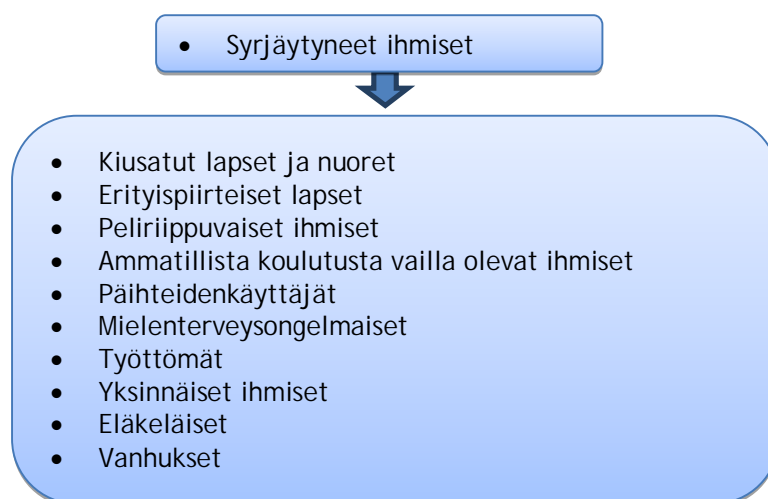 • Syrjäytyneet ihmiset
• Kiusatut lapset ja nuoret
• Erityispiirteiset lapset
• Peliriippuvaiset ihmiset
• Ammatillista koulutusta vailla olevat ihmiset
• Päihteidenkäyttäjät
• Mielenterveysongelmaiset
• Työttömät
• Yksinnäiset ihmiset
• Eläkeläiset
• Vanhukset